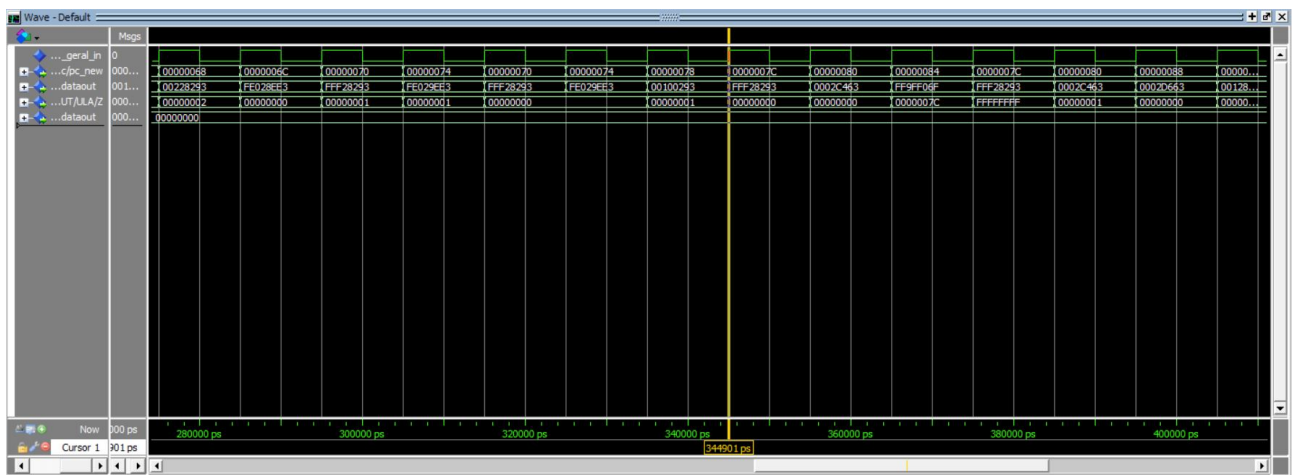 Wave - Default
Msgs
..._geral_in 0
...c/pc_new 000... 00000068 0000006C 00000070 00000074 00000070 00000074 00000078 0000007C 00000080 00000084 0000007C 00000080 00000088 00000...
...dataout 001... 00228293 FE028EE3 FFF28293 FE029EE3 FFF28293 FE029EE3 00100293 FFF28293 0002C463 FF9FF06F FFF28293 0002C463 0002D663 00128...
...UT/ULA/Z 000... 00000002 00000000 00000001 00000001 00000000 00000001 00000000 00000000 0000007C FFFFFFFF 00000001 00000000 00000...
...dataout 000... 00000000
Now 000 ps 280000 ps 300000 ps 320000 ps 340000 ps 360000 ps 380000 ps 400000 ps
Cursor 1 901 ps 344901 ps